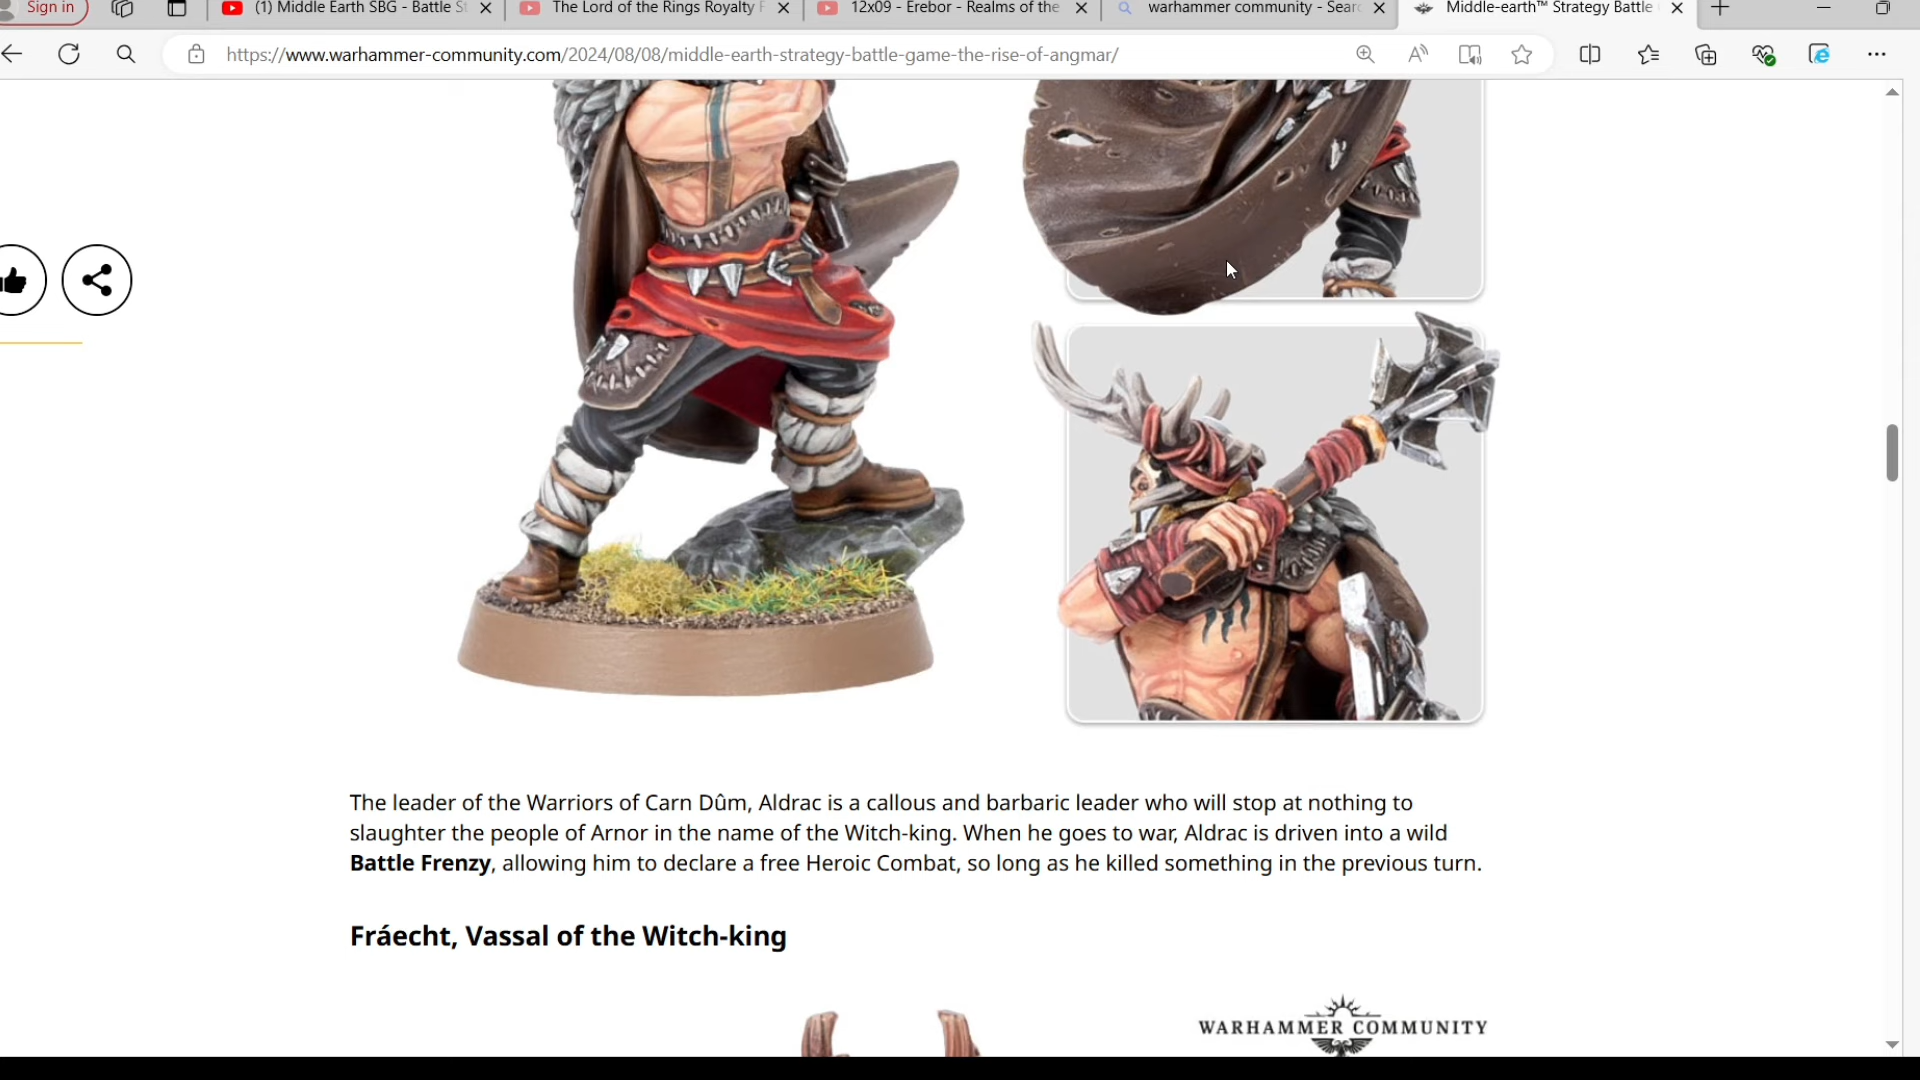 Sign in
(1) Middle Earth SBG - Battle St
The Lord of the Rings Royalty F
12x09 - Erebor - Realms of the
warhammer community - Searc
Middle-earth™ Strategy Battle
https://www.warhammer-community.com/2024/08/08/middle-earth-strategy-battle-game-the-rise-of-angmar/
The leader of the Warriors of Carn Dûm, Aldrac is a callous and barbaric leader who will stop at nothing to
slaughter the people of Arnor in the name of the Witch-king. When he goes to war, Aldrac is driven into a wild
Battle Frenzy, allowing him to declare a free Heroic Combat, so long as he killed something in the previous turn.
Fráecht, Vassal of the Witch-king
WARHAMMER COMMUNITY